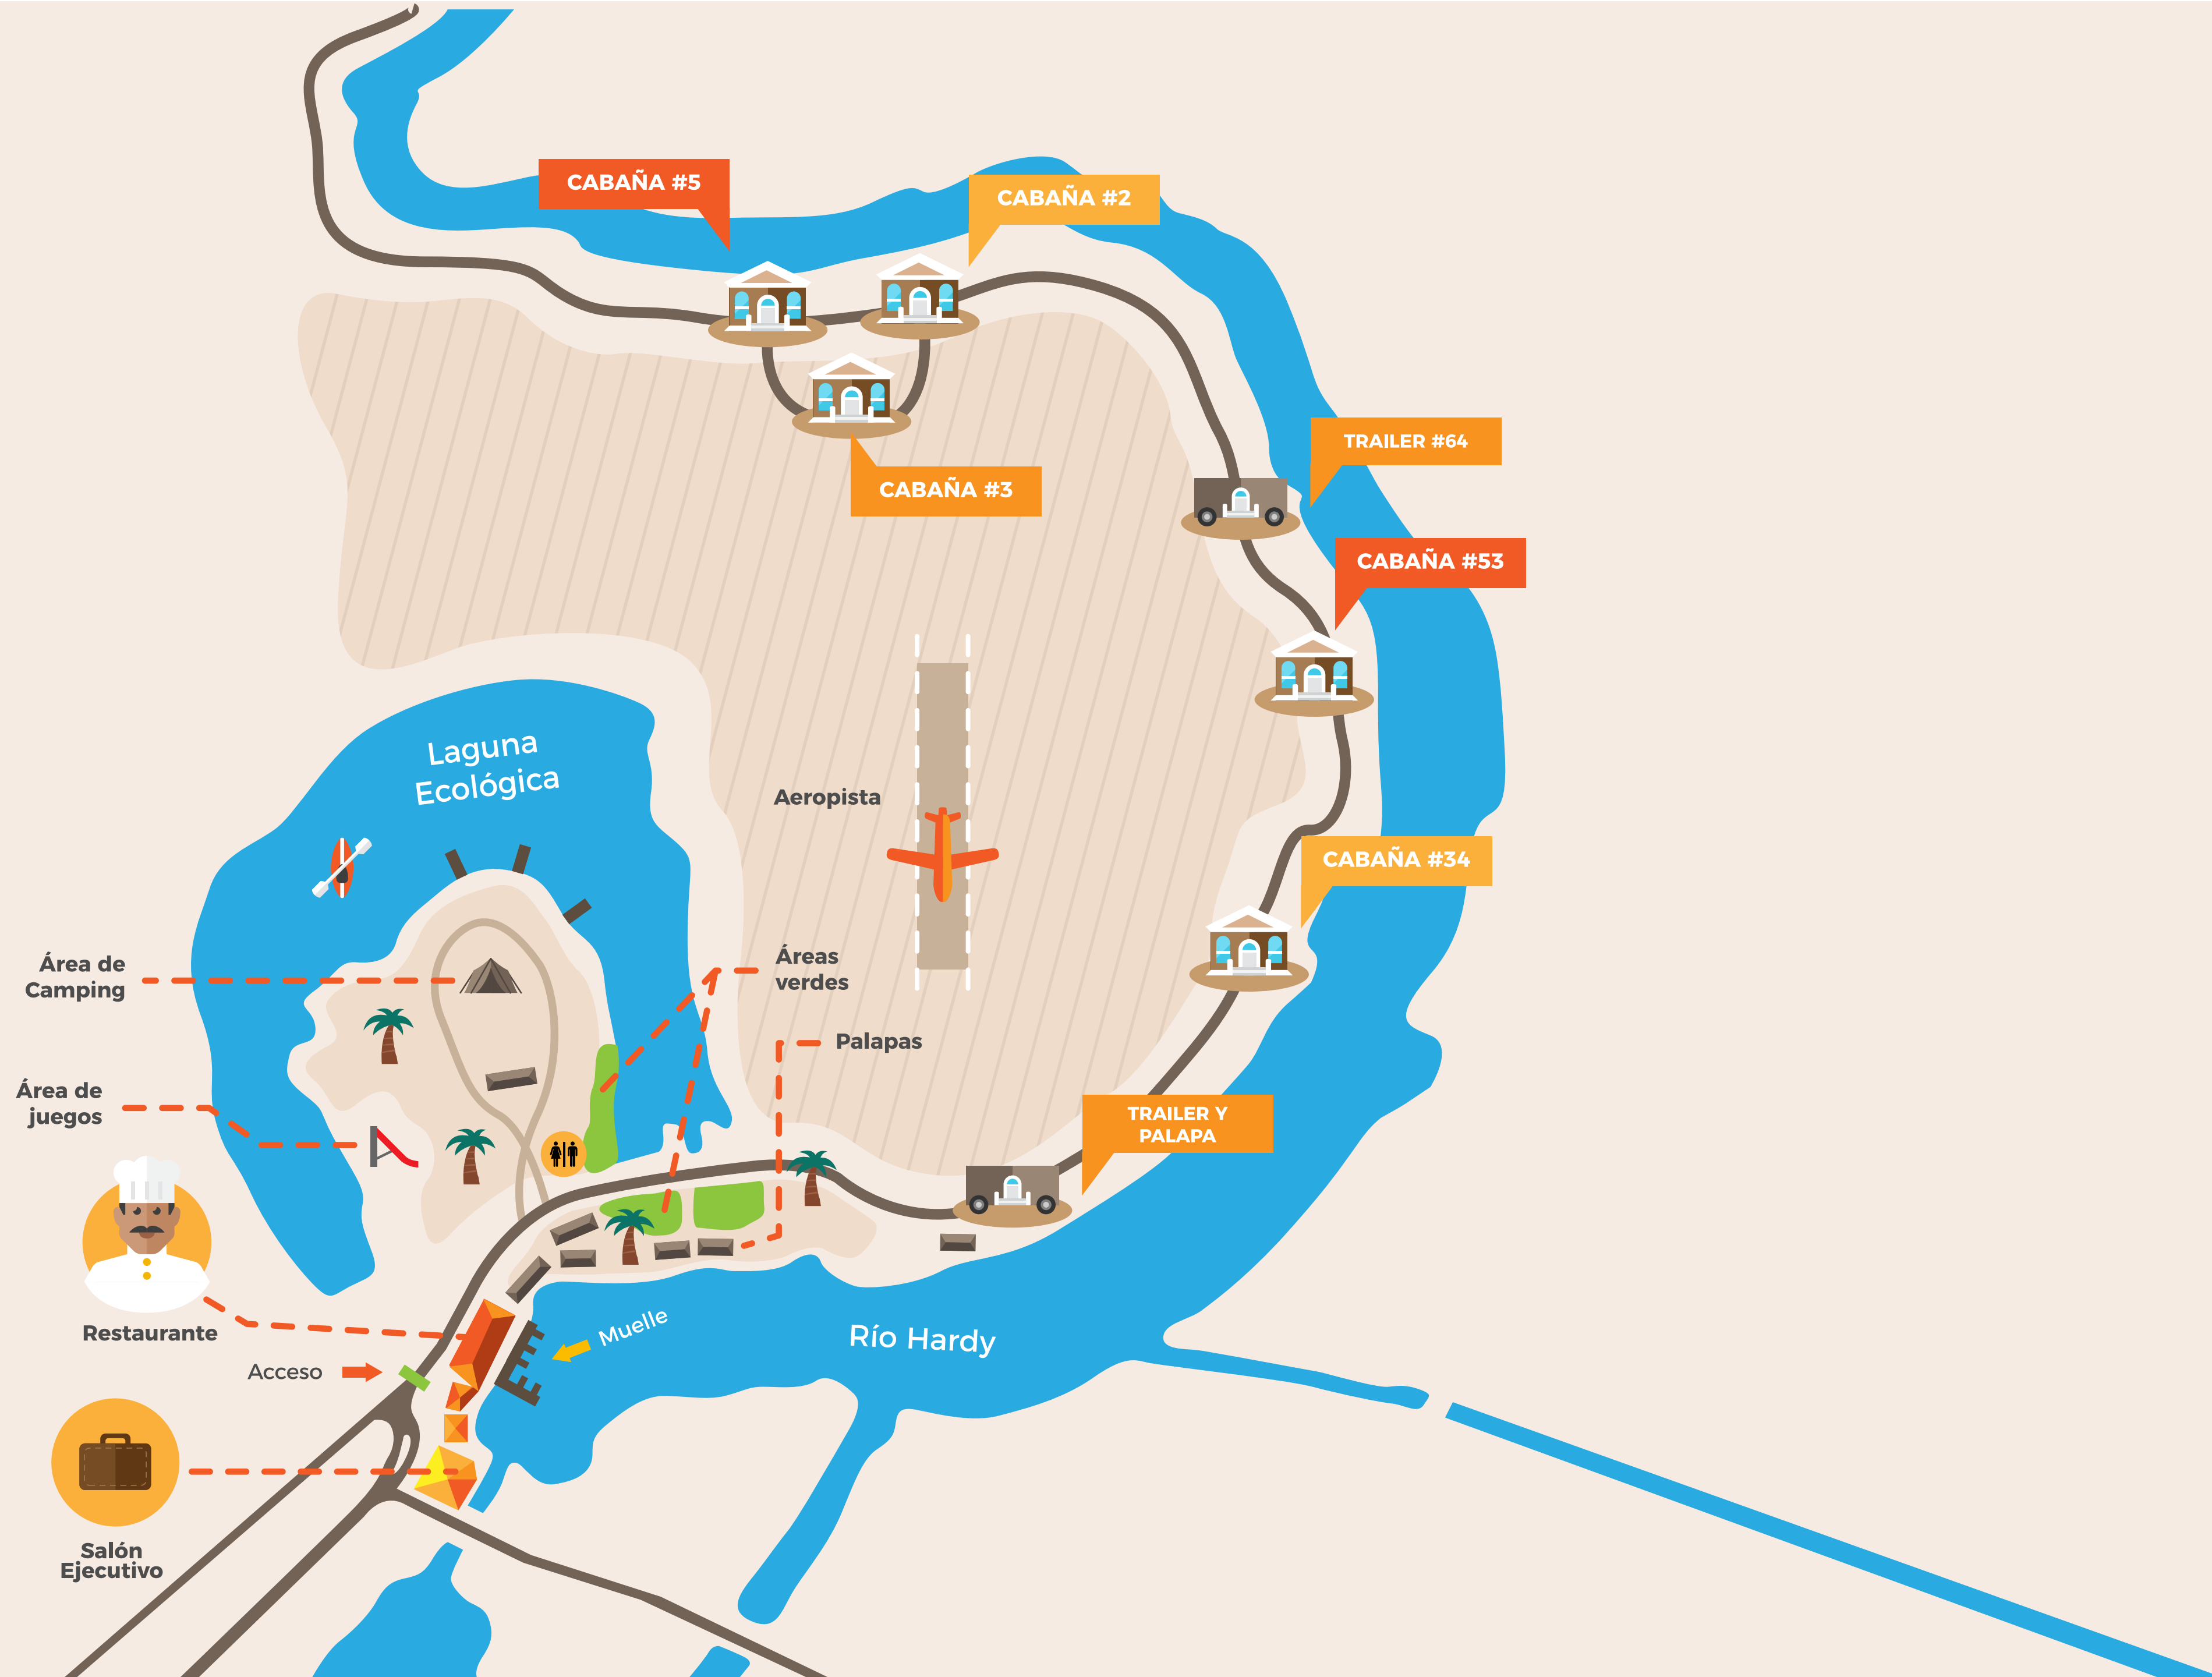 CABAÑA #5
CABAÑA #2
CABAÑA #3
TRAILER #64
CABAÑA #53
Laguna
Ecológica
Aeropista
CABAÑA #34
Área de
Camping
Áreas
verdes
Palapas
Área de
juegos
TRAILER Y
PALAPA
Restaurante
Muelle
Río Hardy
Acceso
Salón
Ejecutivo